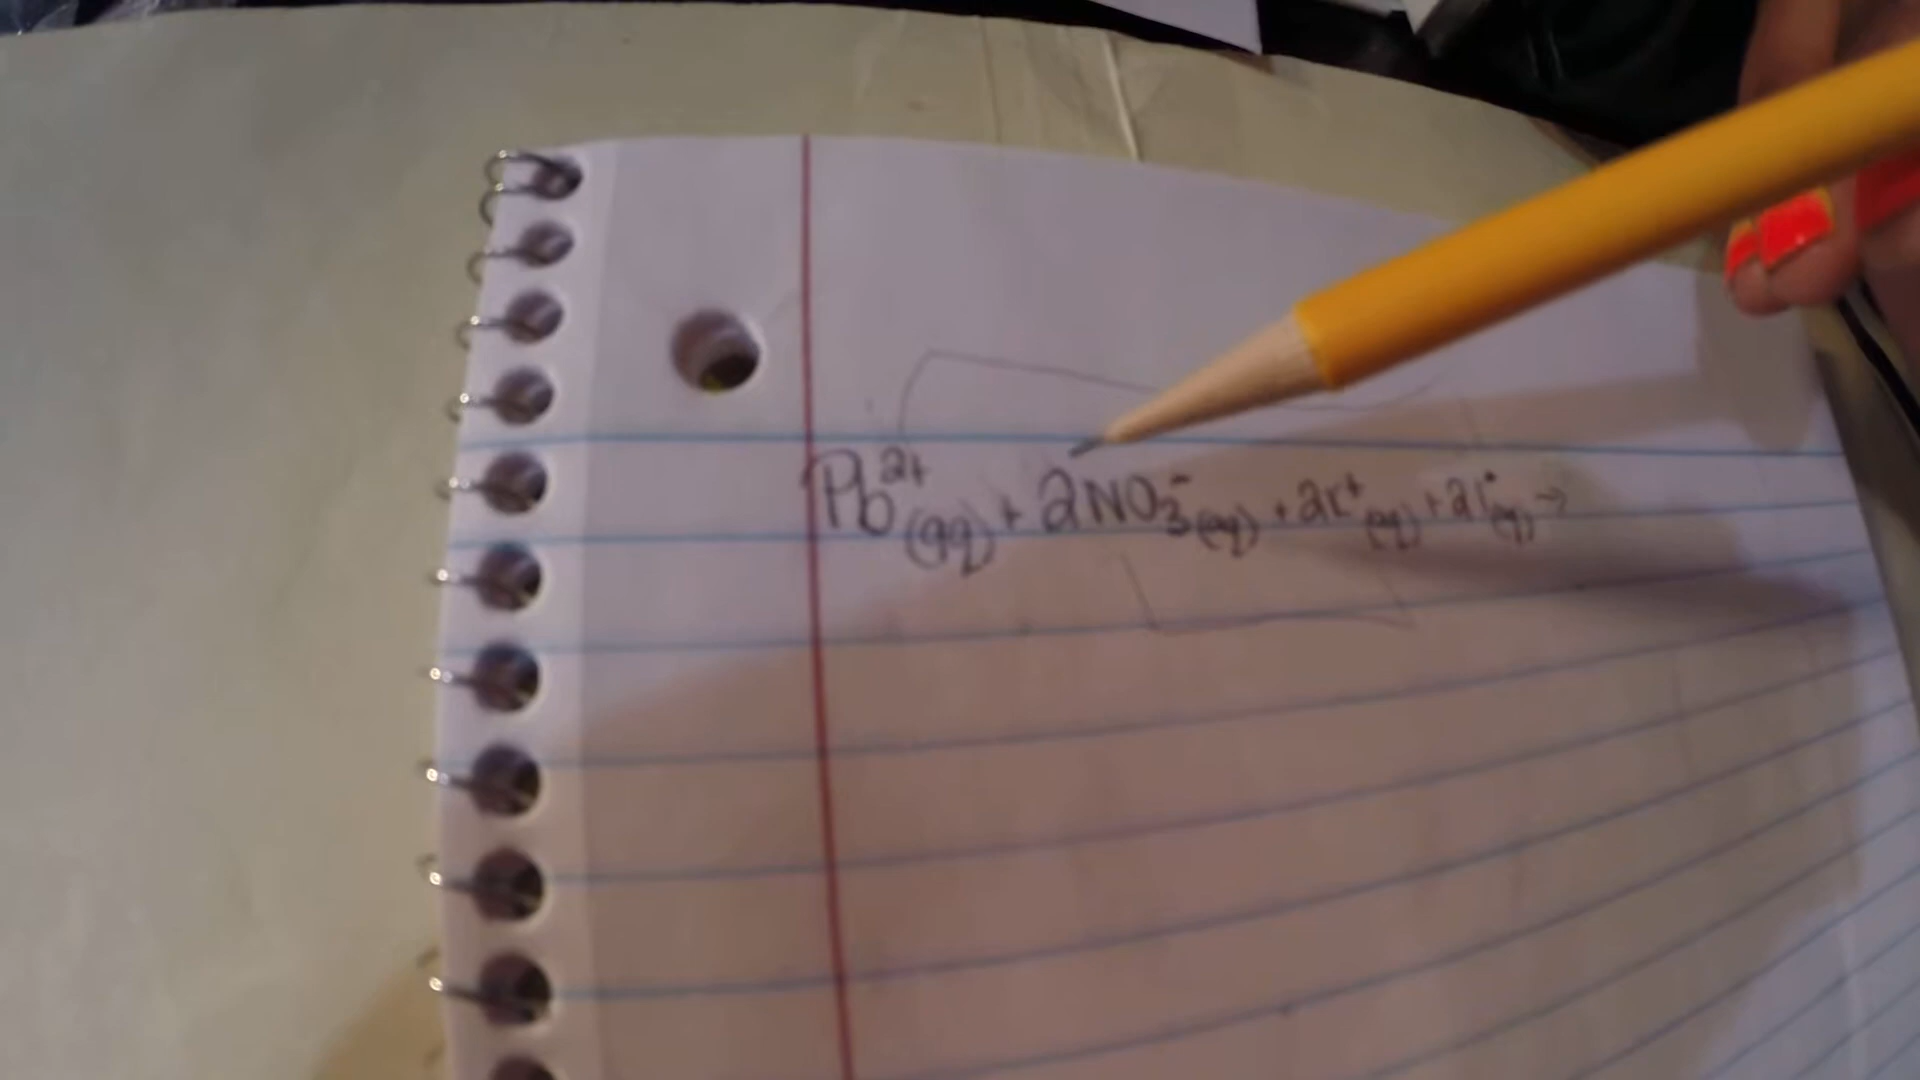 Pb²⁺(aq) + 2NO₃⁻(aq) + 2K⁺(aq) + 2I⁻(aq) →